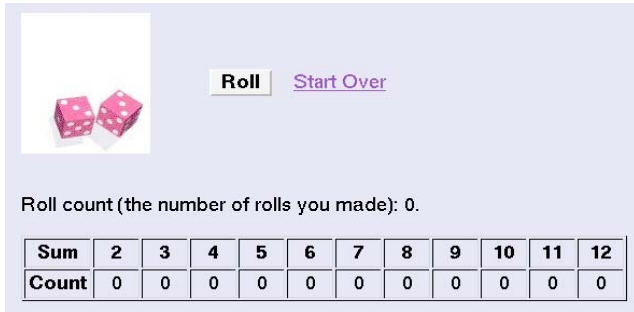 Roll Start Over
Roll count (the number of rolls you made): 0.
Sum 2 3 4 5 6 7 8 9 10 11 12
Count 0 0 0 0 0 0 0 0 0 0 0